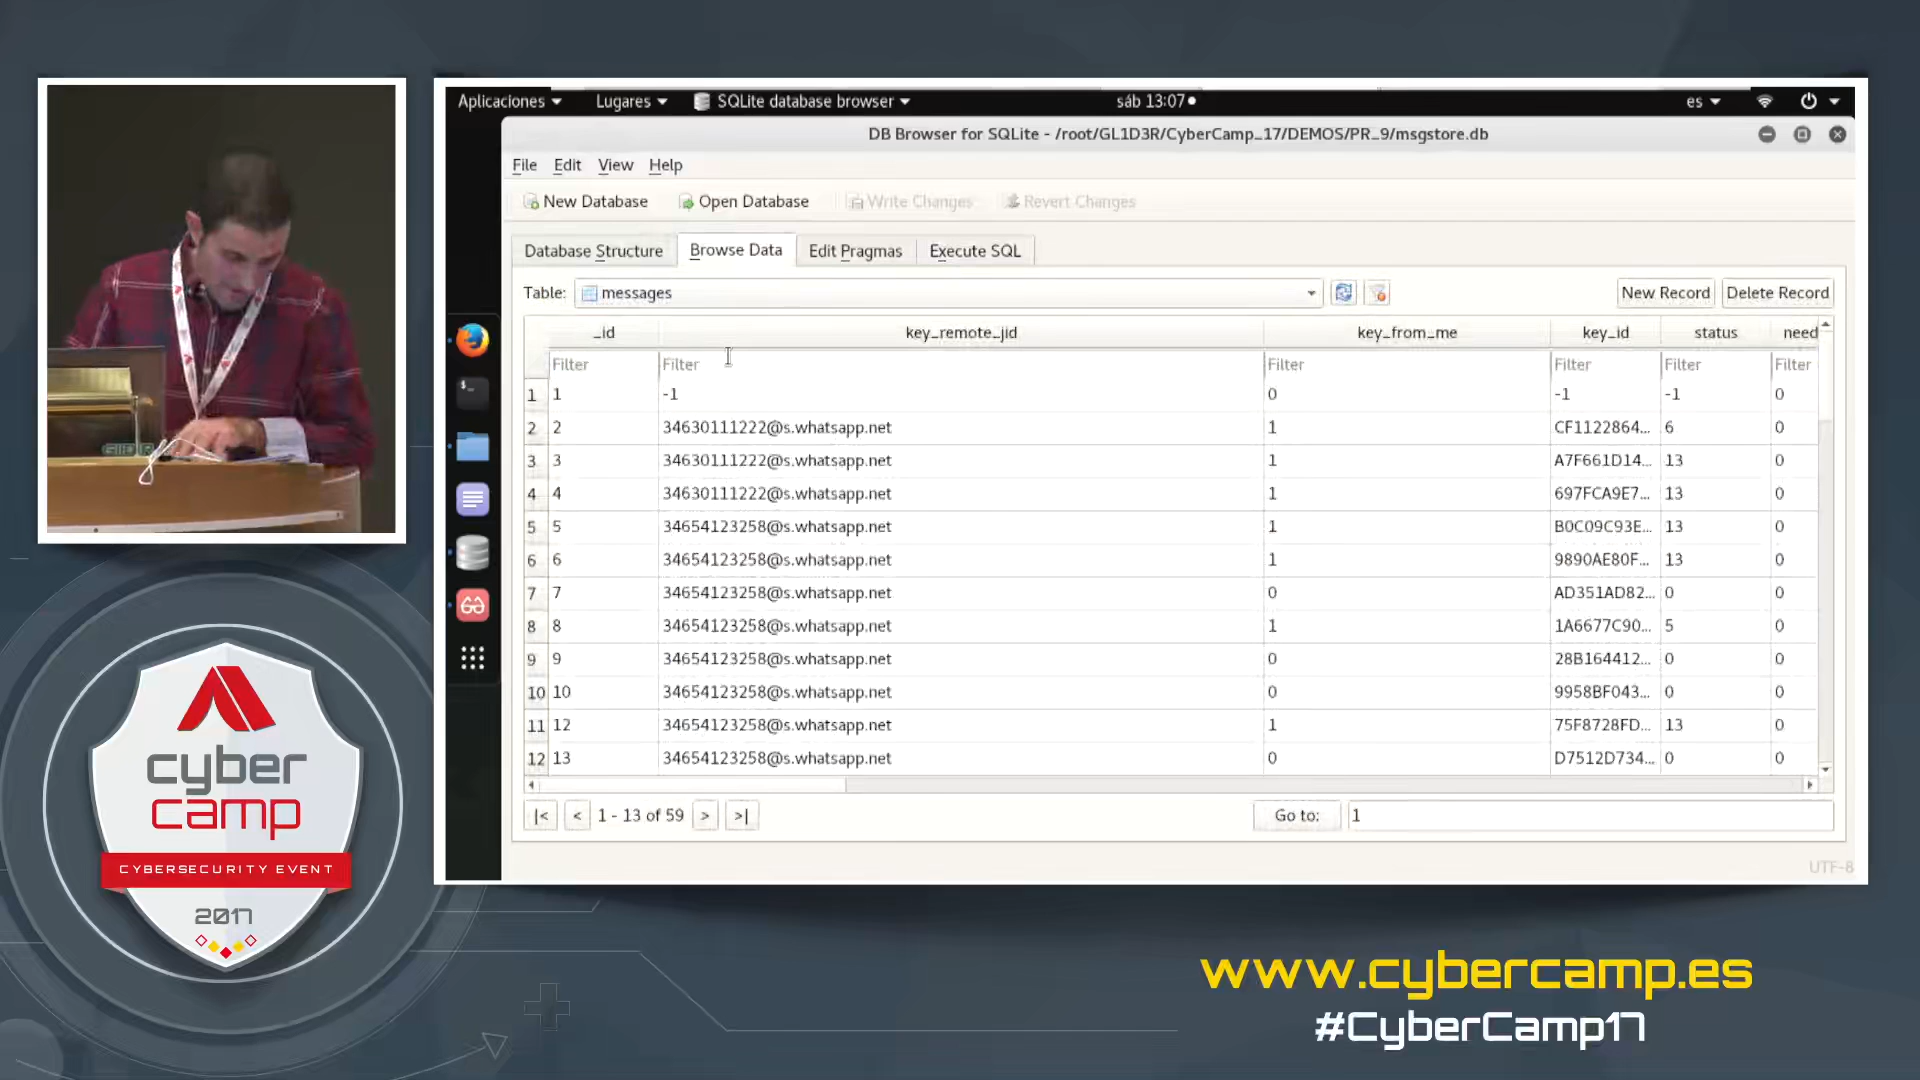 Aplicaciones Lugares SQLite database browser sáb 13:07 es
DB Browser for SQLite - /root/GL1D3R/CyberCamp_17/DEMOS/PR_9/msgstore.db
File Edit View Help
New Database Open Database Write Changes Revert Changes
Database Structure Browse Data Edit Pragmas Execute SQL
Table: messages New Record Delete Record
_id key_remote_jid key_from_me key_id status need
Filter Filter Filter Filter Filter Filter
1 1 -1 0 -1 -1 0
2 2 34630111222@s.whatsapp.net 1 CF1122864... 6 0
3 3 34630111222@s.whatsapp.net 1 A7F661D14... 13 0
4 4 34630111222@s.whatsapp.net 1 697FCA9E7... 13 0
5 5 34654123258@s.whatsapp.net 1 B0C09C93E... 13 0
6 6 34654123258@s.whatsapp.net 1 9890AE80F... 13 0
7 7 34654123258@s.whatsapp.net 0 AD351AD82... 0 0
8 8 34654123258@s.whatsapp.net 1 1A6677C90... 5 0
9 9 34654123258@s.whatsapp.net 0 28B164412... 0 0
10 10 34654123258@s.whatsapp.net 0 9958BF043... 0 0
11 12 34654123258@s.whatsapp.net 1 75F8728FD... 13 0
12 13 34654123258@s.whatsapp.net 0 D7512D734... 0 0
|< < 1 - 13 of 59 > >| Go to: 1
UTF-8
cyber
camp
CYBERSECURITY EVENT
2017
www.cybercamp.es
#CyberCamp17